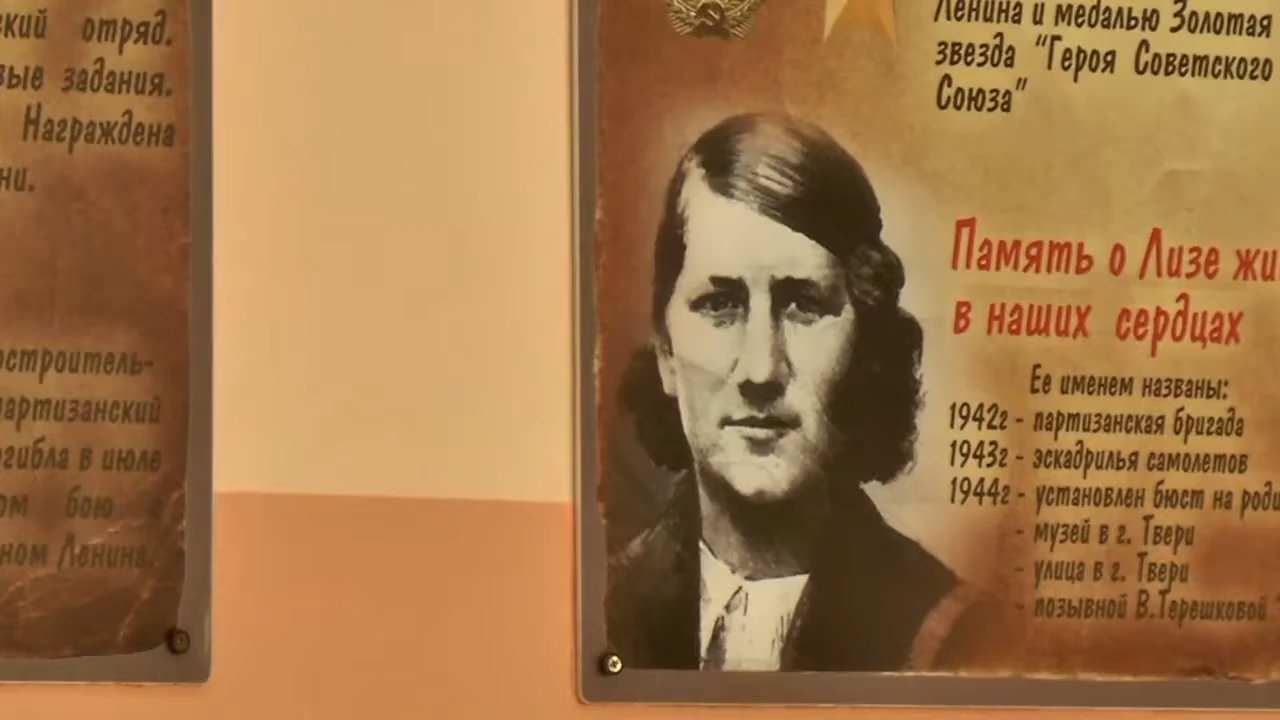 ский отряд.
вые задания.
Награждена
ни.
остроитель-
партизанский
огибла в июле
ом бою с
ном Ленина.
Ленина и медалью Золотая
звезда “Героя Советского
Союза”
Память о Лизе жи
в наших сердцах
Ее именем названы:
1942г - партизанская бригада
1943г - эскадрилья самолетов
1944г - установлен бюст на роди
- музей в г. Твери
- улица в г. Твери
- позывной В.Терешковой